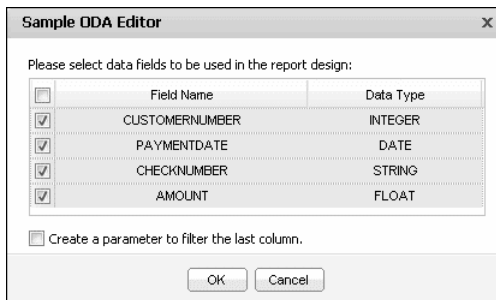 Sample ODA Editor x
Please select data fields to be used in the report design:
Field Name Data Type
CUSTOMERNUMBER INTEGER
PAYMENTDATE DATE
CHECKNUMBER STRING
AMOUNT FLOAT
Create a parameter to filter the last column.
OK Cancel